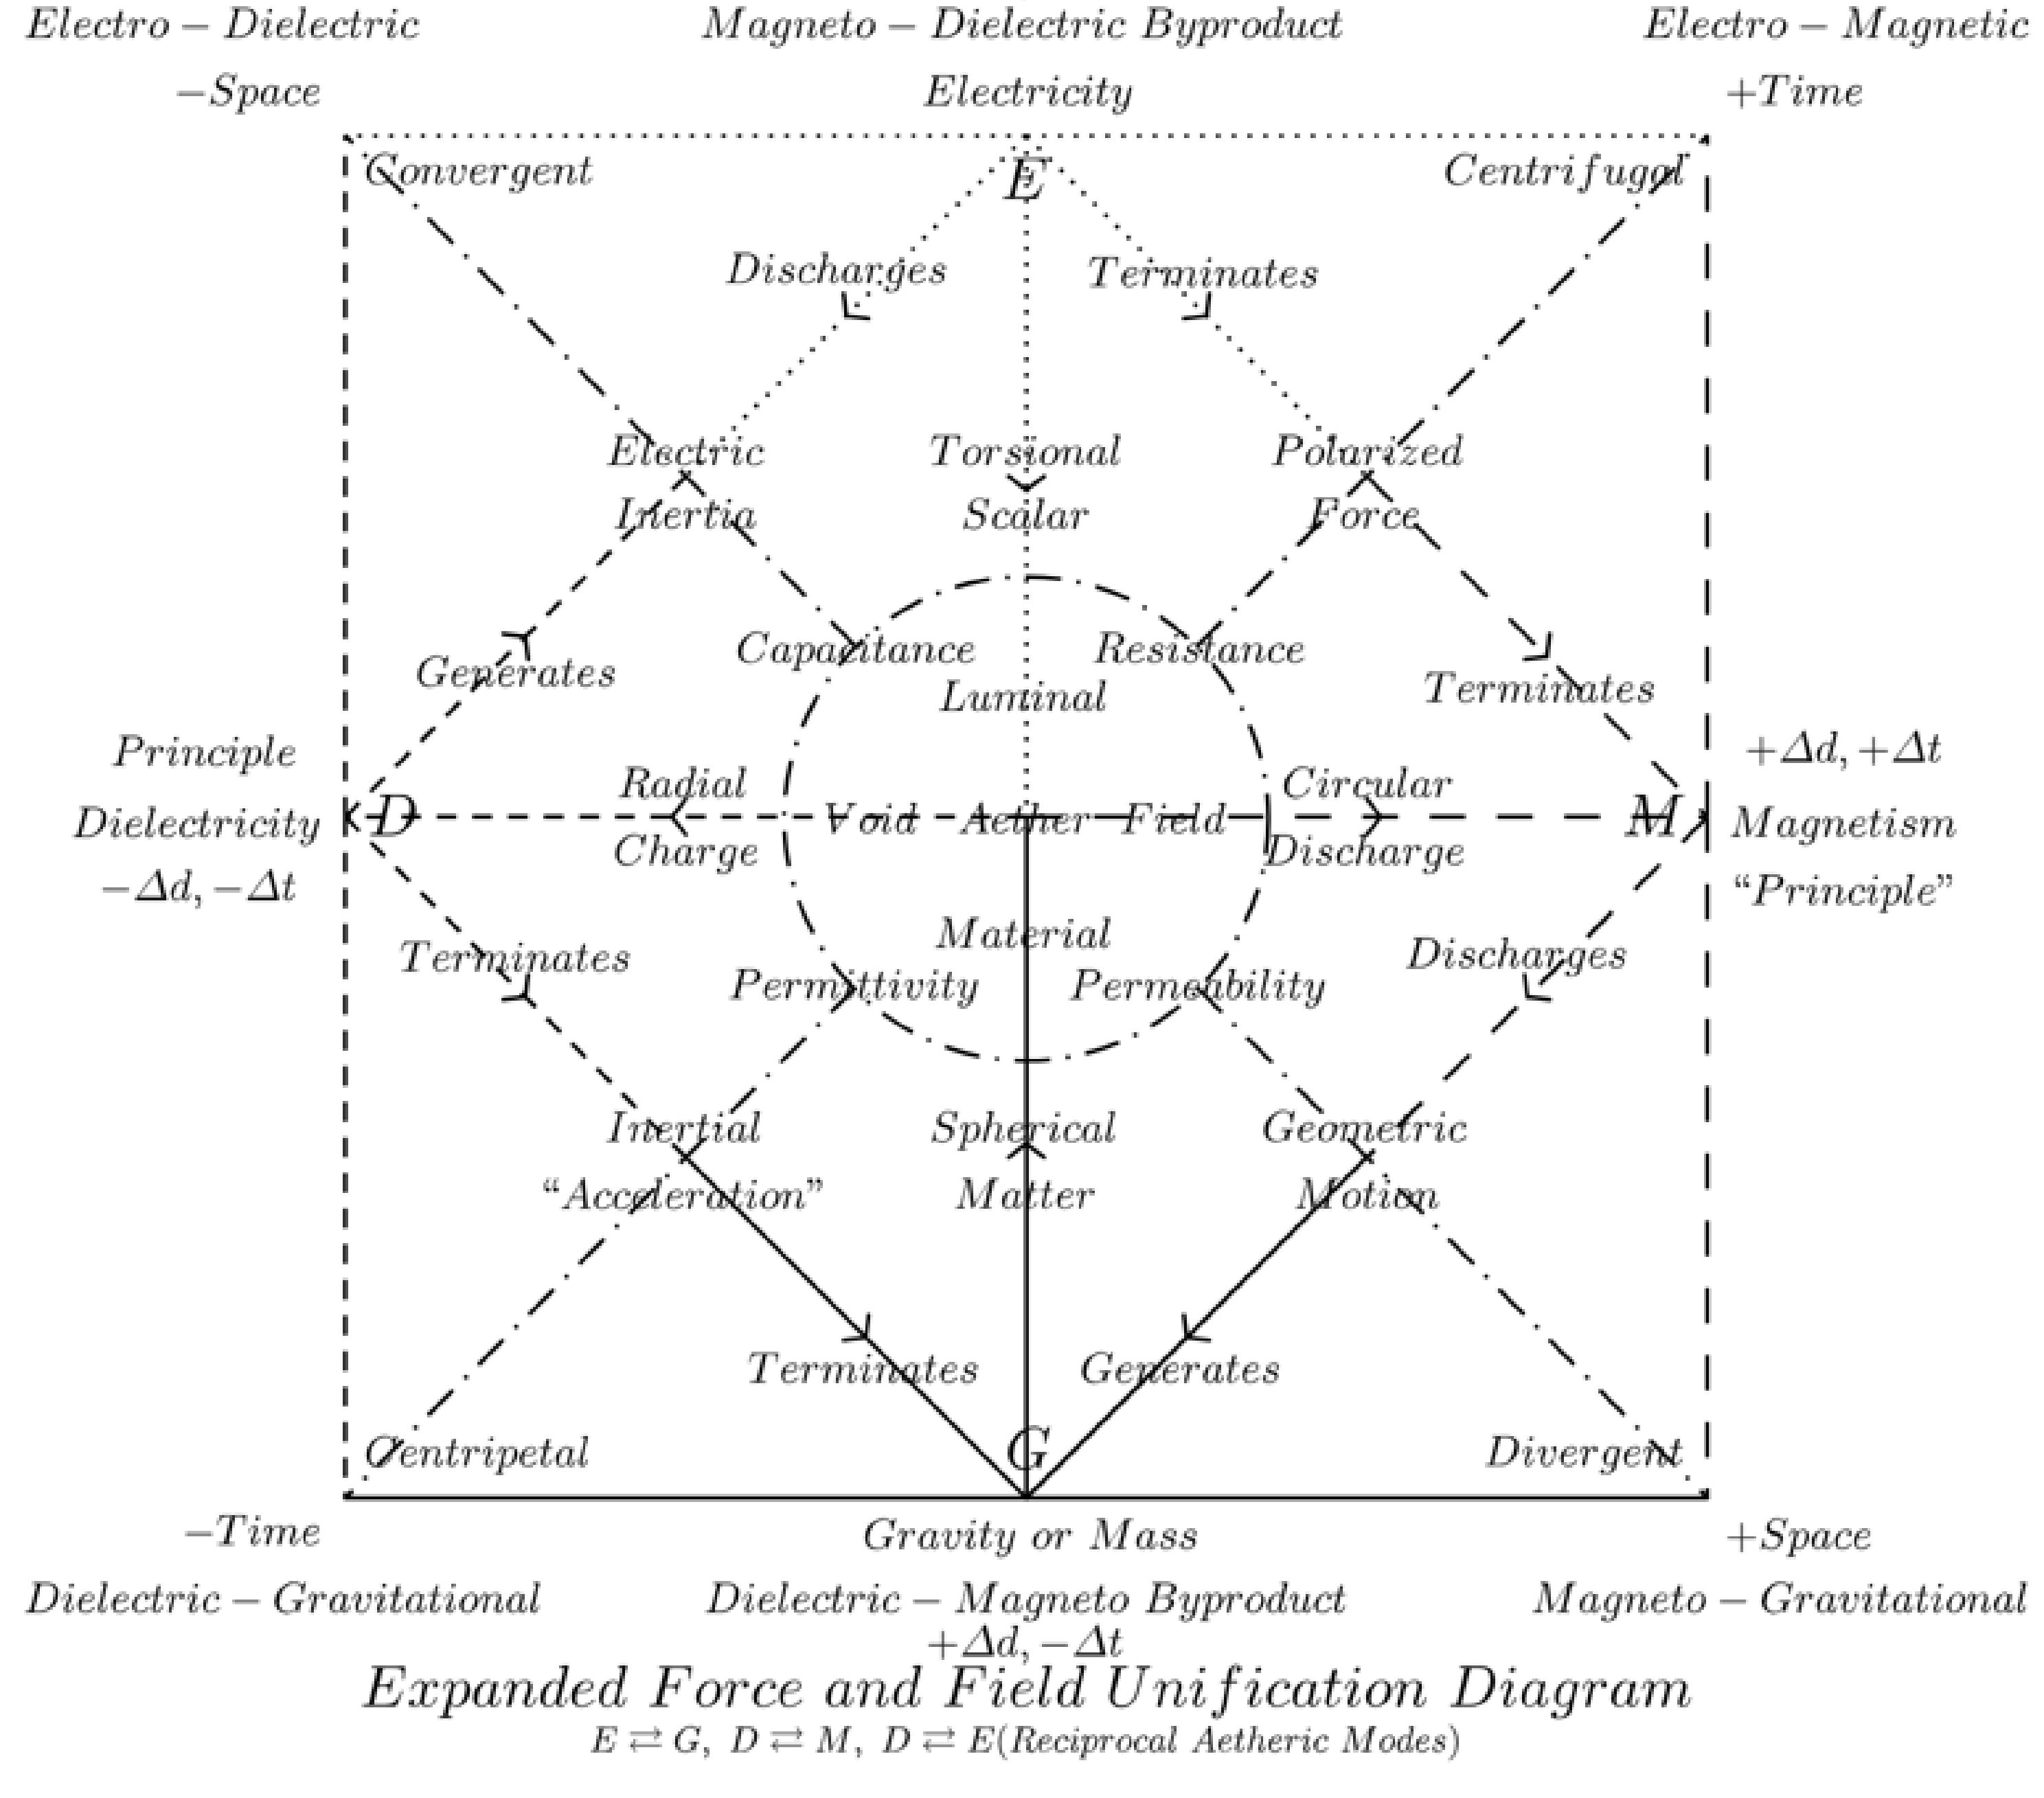 Electro − Dielectric
Magneto − Dielectric Byproduct
Electro − Magnetic
−Space
Electricity
+Time
Convergent
E
Centrifugal
Discharges
Terminates
Electric
Inertia
Torsional
Scalar
Polarized
Force
Generates
Capacitance
Resistance
Luminal
Terminates
Principle
Dielectricity
−Δd, −Δt
D
Radial
Charge
Void
Aether
Field
Circular
Discharge
M
+Δd, +Δt
Magnetism
“Principle”
Terminates
Material
Permittivity
Permeability
Discharges
Inertial
“Acceleration”
Spherical
Matter
Geometric
Motion
Terminates
Generates
Centripetal
G
Divergent
−Time
Gravity or Mass
+Space
Dielectric − Gravitational
Dielectric − Magneto Byproduct
Magneto − Gravitational
+Δd, −Δt
Expanded Force and Field Unification Diagram
E ⇄ G, D ⇄ M, D ⇄ E(Reciprocal Aetheric Modes)